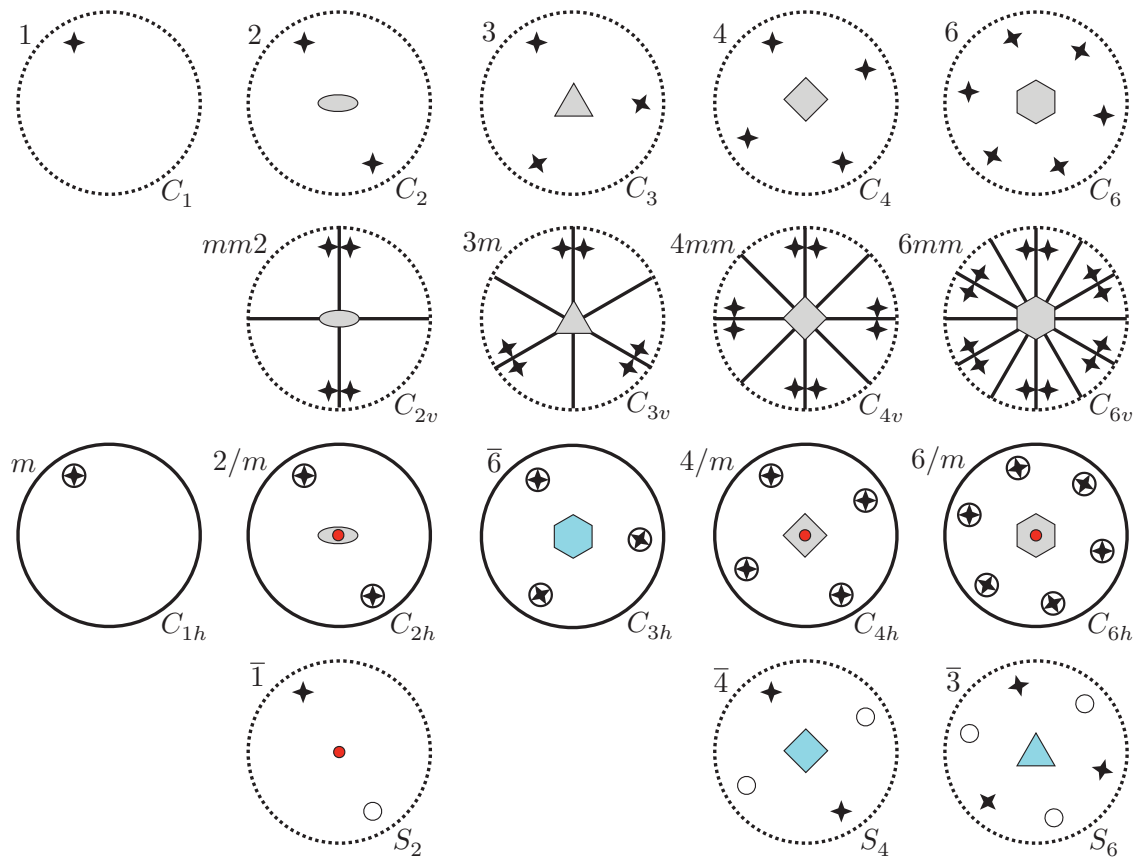 1 2 3 4 6
C₁ C₂ C₃ C₄ C₆
mm2 3m 4mm 6mm
C₂ᵥ C₃ᵥ C₄ᵥ C₆ᵥ
m 2/m 6̅ 4/m 6/m
C₁ₕ C₂ₕ C₃ₕ C₄ₕ C₆ₕ
1̅ 4̅ 3̅
S₂ S₄ S₆